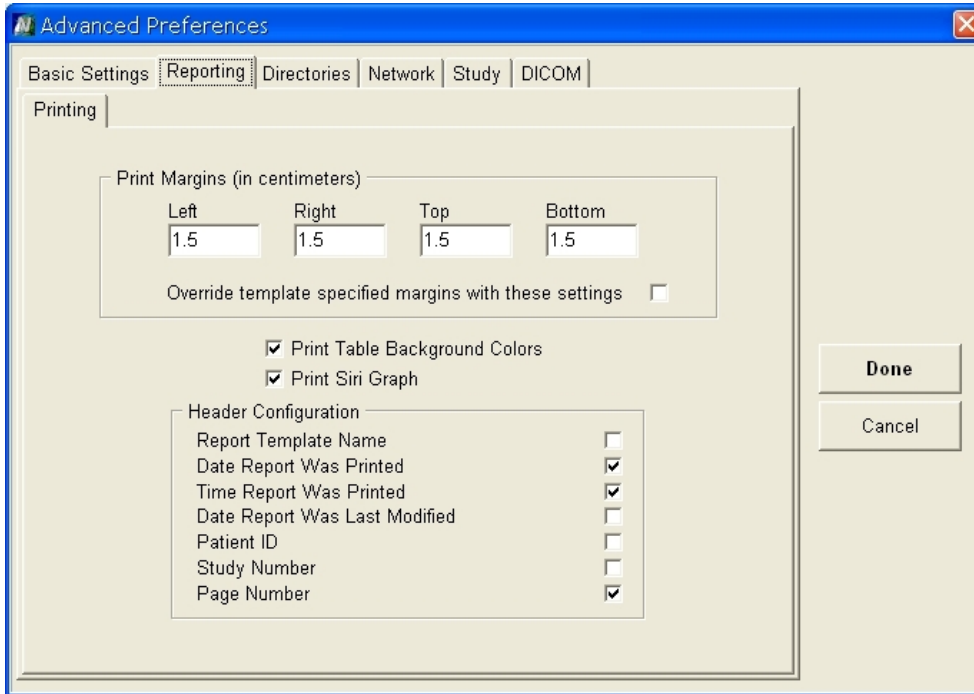 Advanced Preferences
Basic Settings Reporting Directories Network Study DICOM
Printing
Print Margins (in centimeters)
Left Right Top Bottom
1.5 1.5 1.5 1.5
Override template specified margins with these settings
Print Table Background Colors
Print Siri Graph
Header Configuration
Report Template Name
Date Report Was Printed
Time Report Was Printed
Date Report Was Last Modified
Patient ID
Study Number
Page Number
Done
Cancel